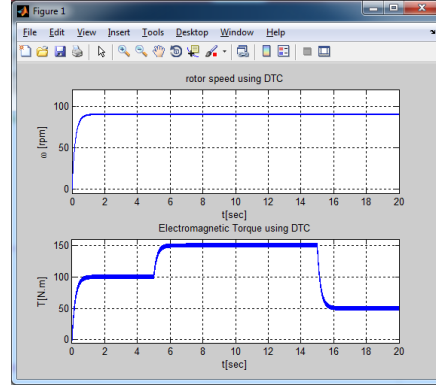 Figure 1
File Edit View Insert Tools Desktop Window Help
rotor speed using DTC
100
50
0
ω [rpm]
0 2 4 6 8 10 12 14 16 18 20
t[sec]
Electromagnetic Torque using DTC
150
100
50
0
T[N.m]
0 2 4 6 8 10 12 14 16 18 20
t[sec]